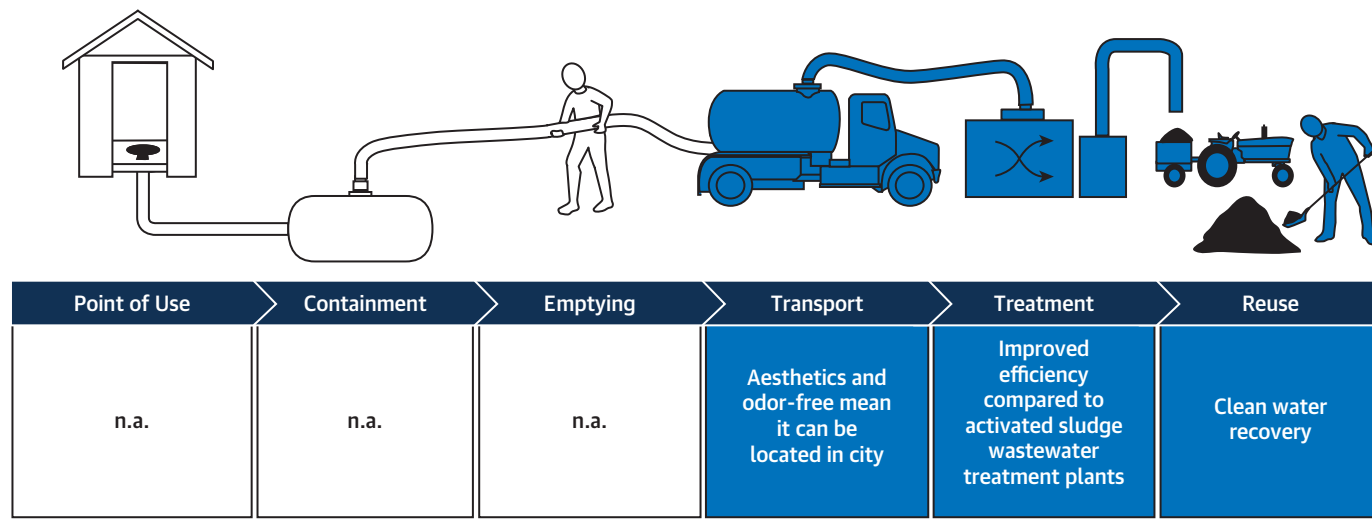 Point of Use
Containment
Emptying
Transport
Treatment
Reuse
n.a.
n.a.
n.a.
Aesthetics and
odor-free mean
it can be
located in city
Improved
efficiency
compared to
activated sludge
wastewater
treatment plants
Clean water
recovery